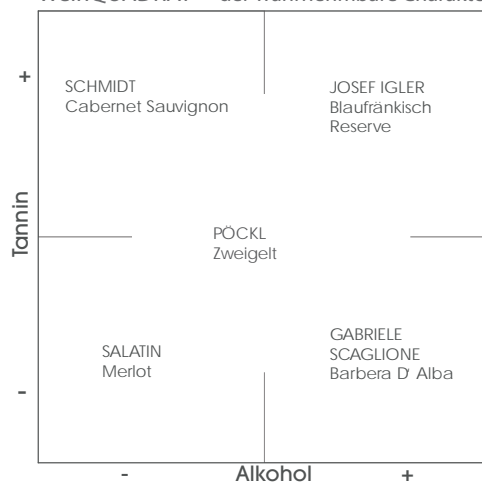 +
SCHMIDT
Cabernet Sauvignon
JOSEF IGLER
Blaufränkisch
Reserve
Tannin
PÖCKL
Zweigelt
SALATIN
Merlot
GABRIELE
SCAGLIONE
Barbera D' Alba
-
- Alkohol +